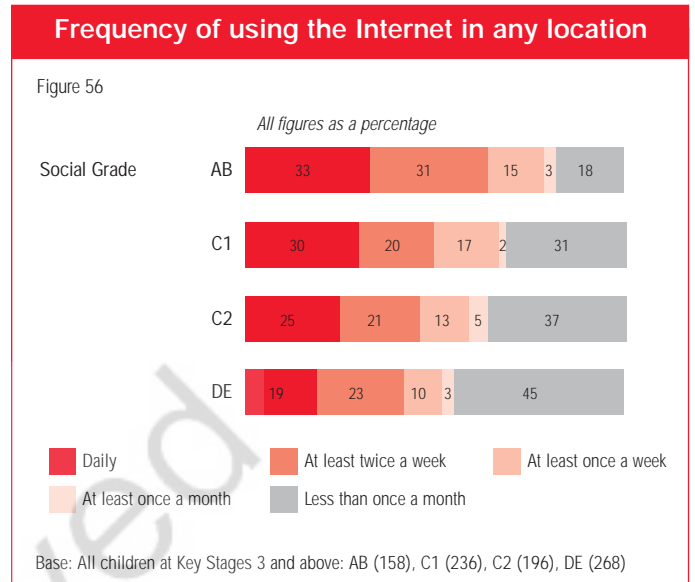 Frequency of using the Internet in any location
Figure 56
All figures as a percentage
Social Grade AB 33 31 15 3 18
C1 30 20 17 2 31
C2 25 21 13 5 37
DE 19 23 10 3 45
Daily At least twice a week At least once a week
At least once a month Less than once a month
Base: All children at Key Stages 3 and above: AB (158), C1 (236), C2 (196), DE (268)